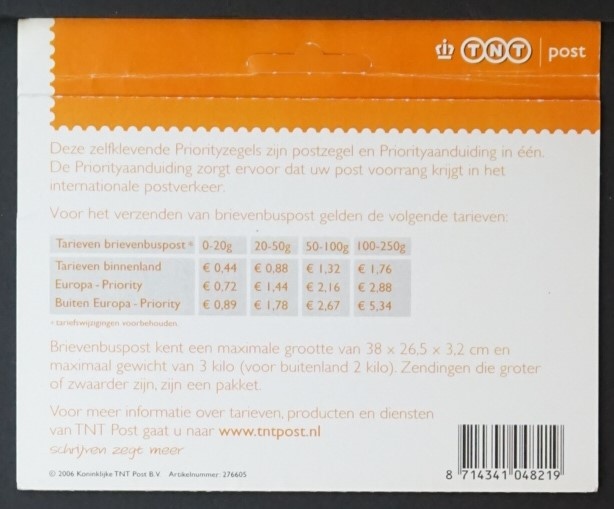 TNT post
Deze zelfklevende Priorityzegels zijn postzegel en Priorityaanduiding in één.
De Priorityaanduiding zorgt ervoor dat uw post voorrang krijgt in het
internationale postverkeer.
Voor het verzenden van brievenbuspost gelden de volgende tarieven:
Tarieven brievenbuspost * 0-20g 20-50g 50-100g 100-250g
Tarieven binnenland € 0,44 € 0,88 € 1,32 € 1,76
Europa - Priority € 0,72 € 1,44 € 2,16 € 2,88
Buiten Europa - Priority € 0,89 € 1,78 € 2,67 € 5,34
* tariefswijzigingen voorbehouden
Brievenbuspost kent een maximale grootte van 38 x 26,5 x 3,2 cm en
maximaal gewicht van 3 kilo (voor buitenland 2 kilo). Zendingen die groter
of zwaarder zijn, zijn een pakket.
Voor meer informatie over tarieven, producten en diensten
van TNT Post gaat u naar www.tntpost.nl
schrijven zegt meer
© 2006 Koninklijke TNT Post B.V. Artikelnummer: 276605
8 714341 048219